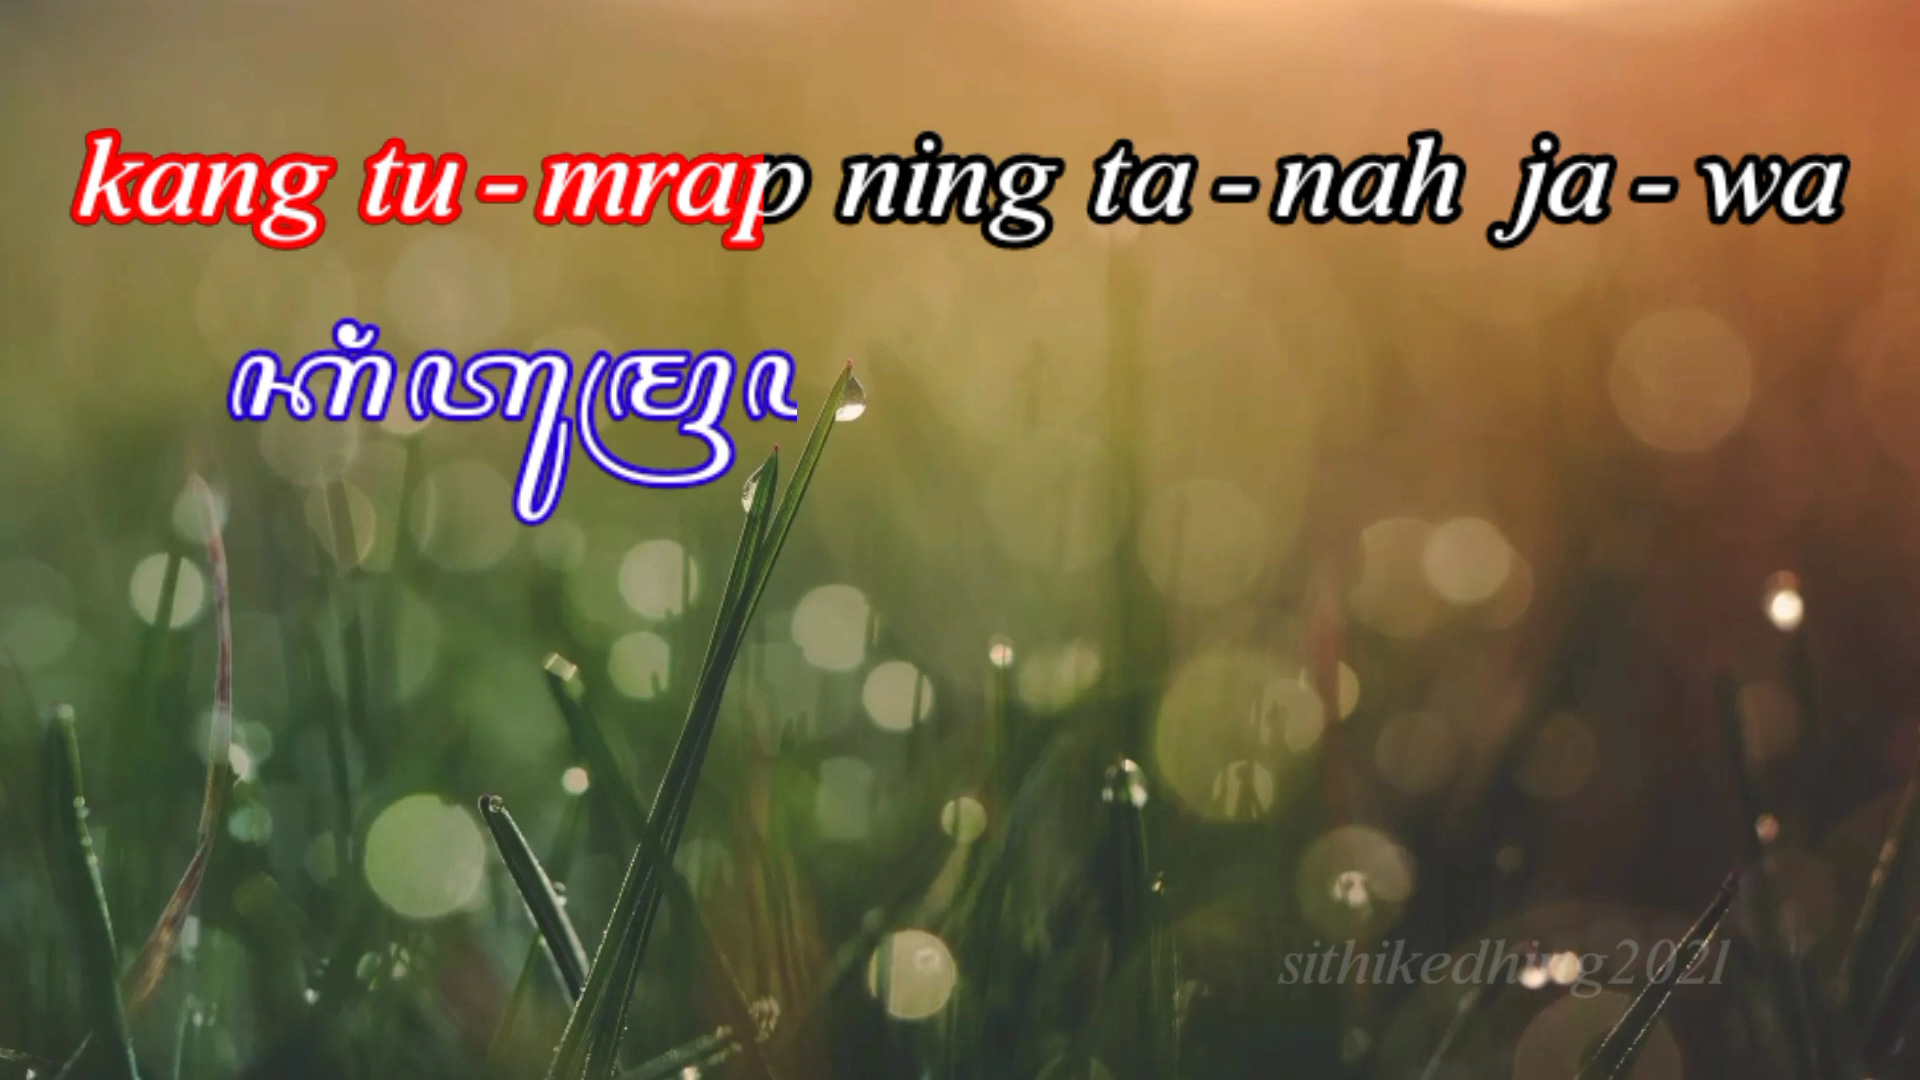 kang tu - mrap ning ta - nah ja - wa
ꦏꦁꦠꦸꦩꦿ
sithikedhing2021